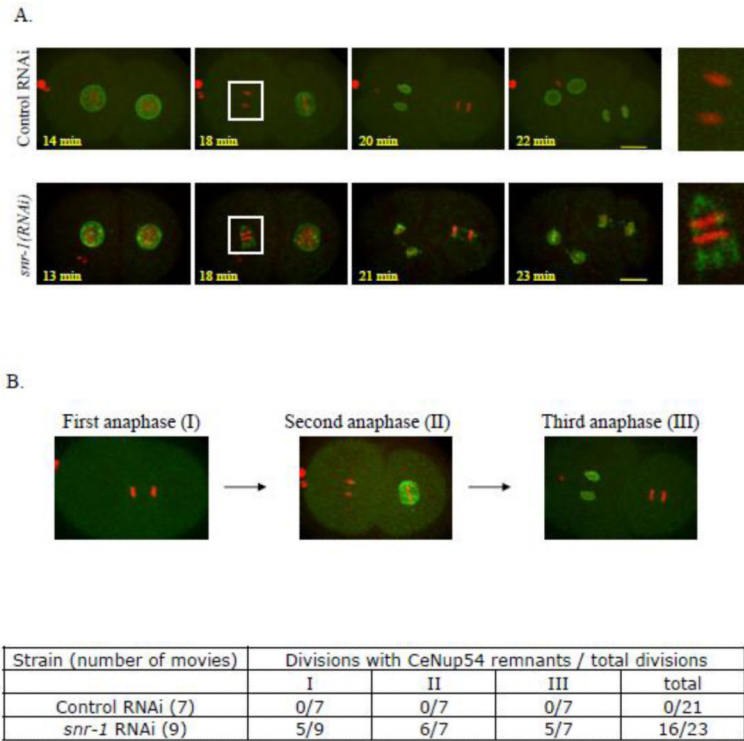 A.
Control RNAi
14 min
18 min
20 min
22 min
snr-1(RNAi)
13 min
18 min
21 min
23 min
B.
First anaphase (I)
Second anaphase (II)
Third anaphase (III)
Strain (number of movies)
Divisions with CeNup54 remnants / total divisions
I II III total
Control RNAi (7) 0/7 0/7 0/7 0/21
snr-1 RNAi (9) 5/9 6/7 5/7 16/23